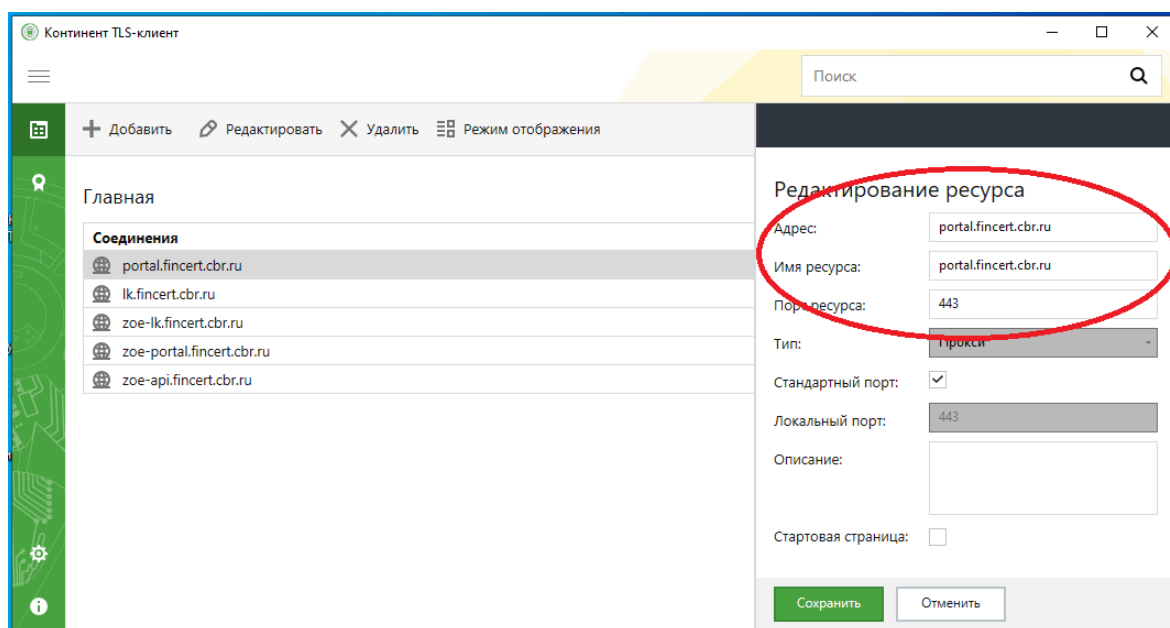 Континент TLS-клиент
Поиск
Добавить Редактировать Удалить Режим отображения
Главная
Соединения
portal.fincert.cbr.ru
lk.fincert.cbr.ru
zoe-lk.fincert.cbr.ru
zoe-portal.fincert.cbr.ru
zoe-api.fincert.cbr.ru
Редактирование ресурса
Адрес: portal.fincert.cbr.ru
Имя ресурса: portal.fincert.cbr.ru
Порт ресурса: 443
Тип: Прокси
Стандартный порт:
Локальный порт: 443
Описание:
Стартовая страница:
Сохранить Отменить